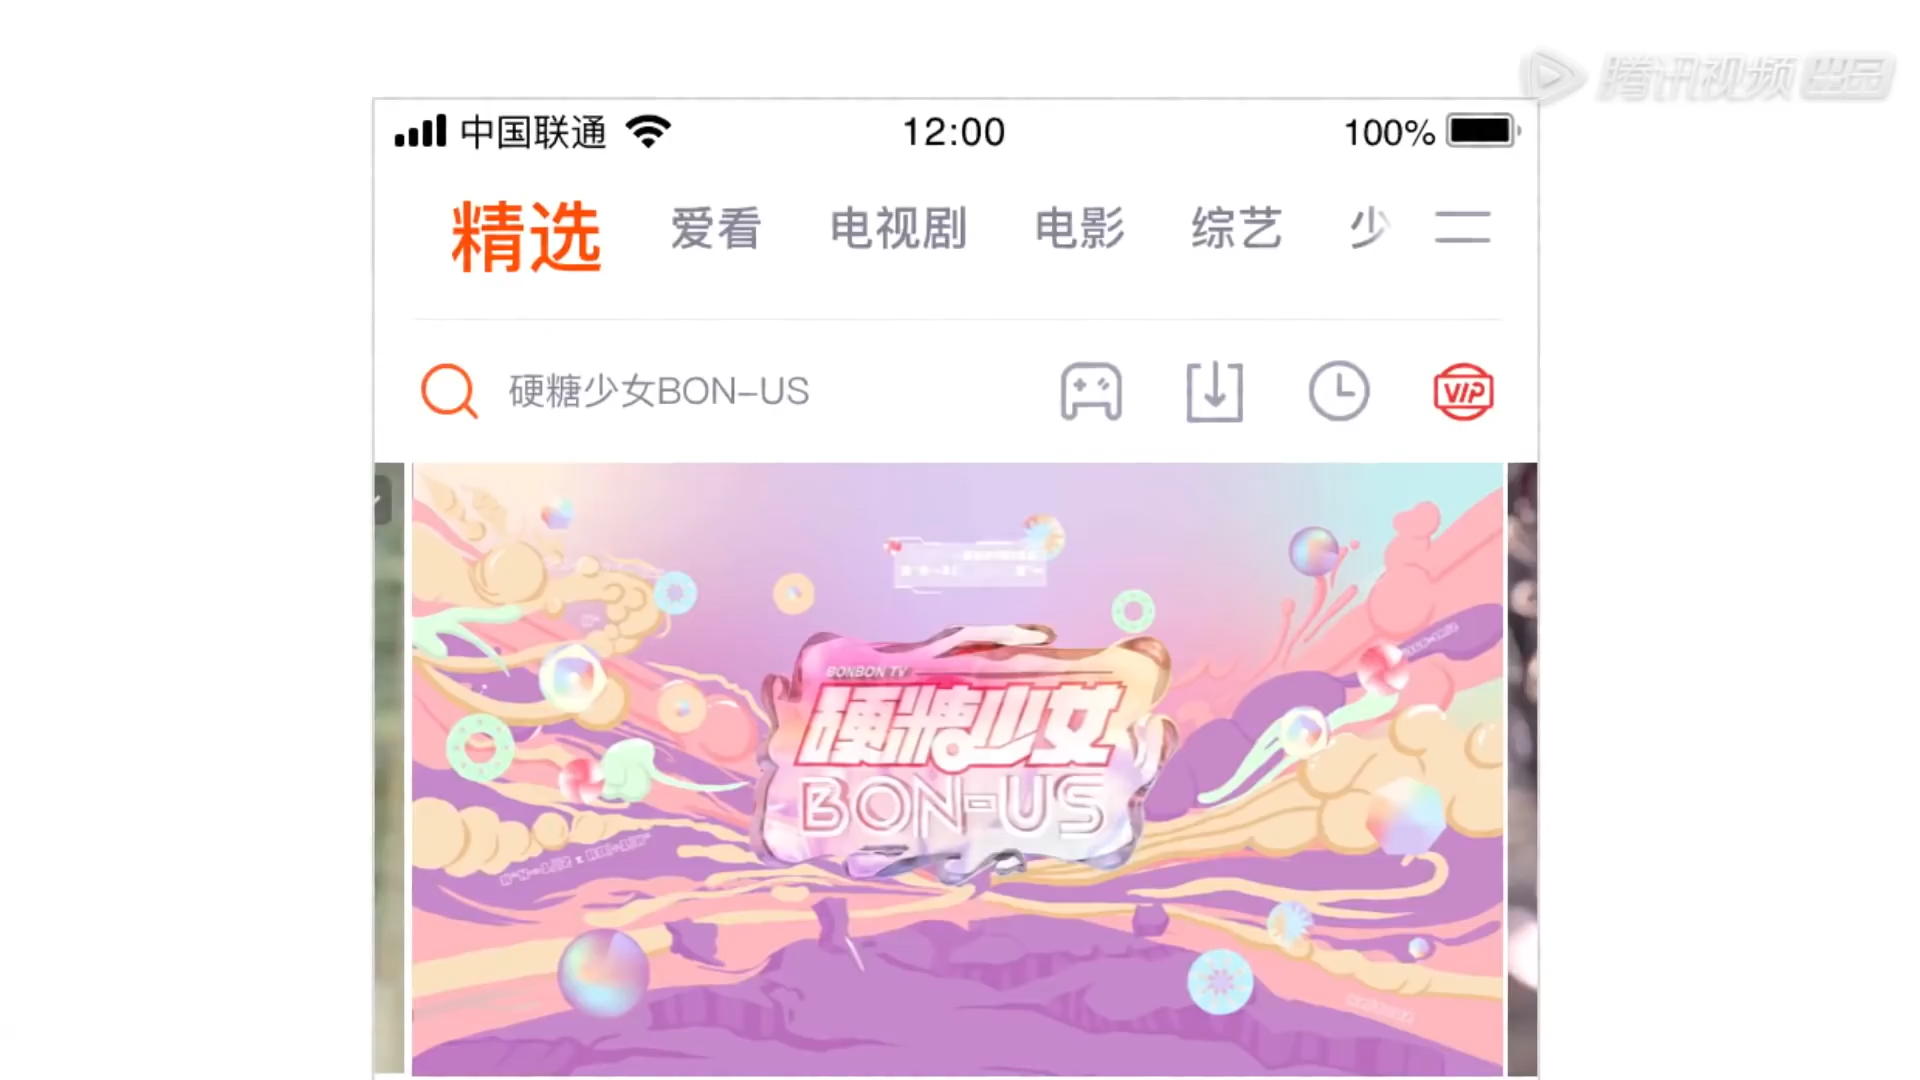 腾讯视频 出品
中国联通 12:00 100%
精选 爱看 电视剧 电影 综艺 少
硬糖少女BON-US VIP
BONBON TV
硬糖少女
BON-US